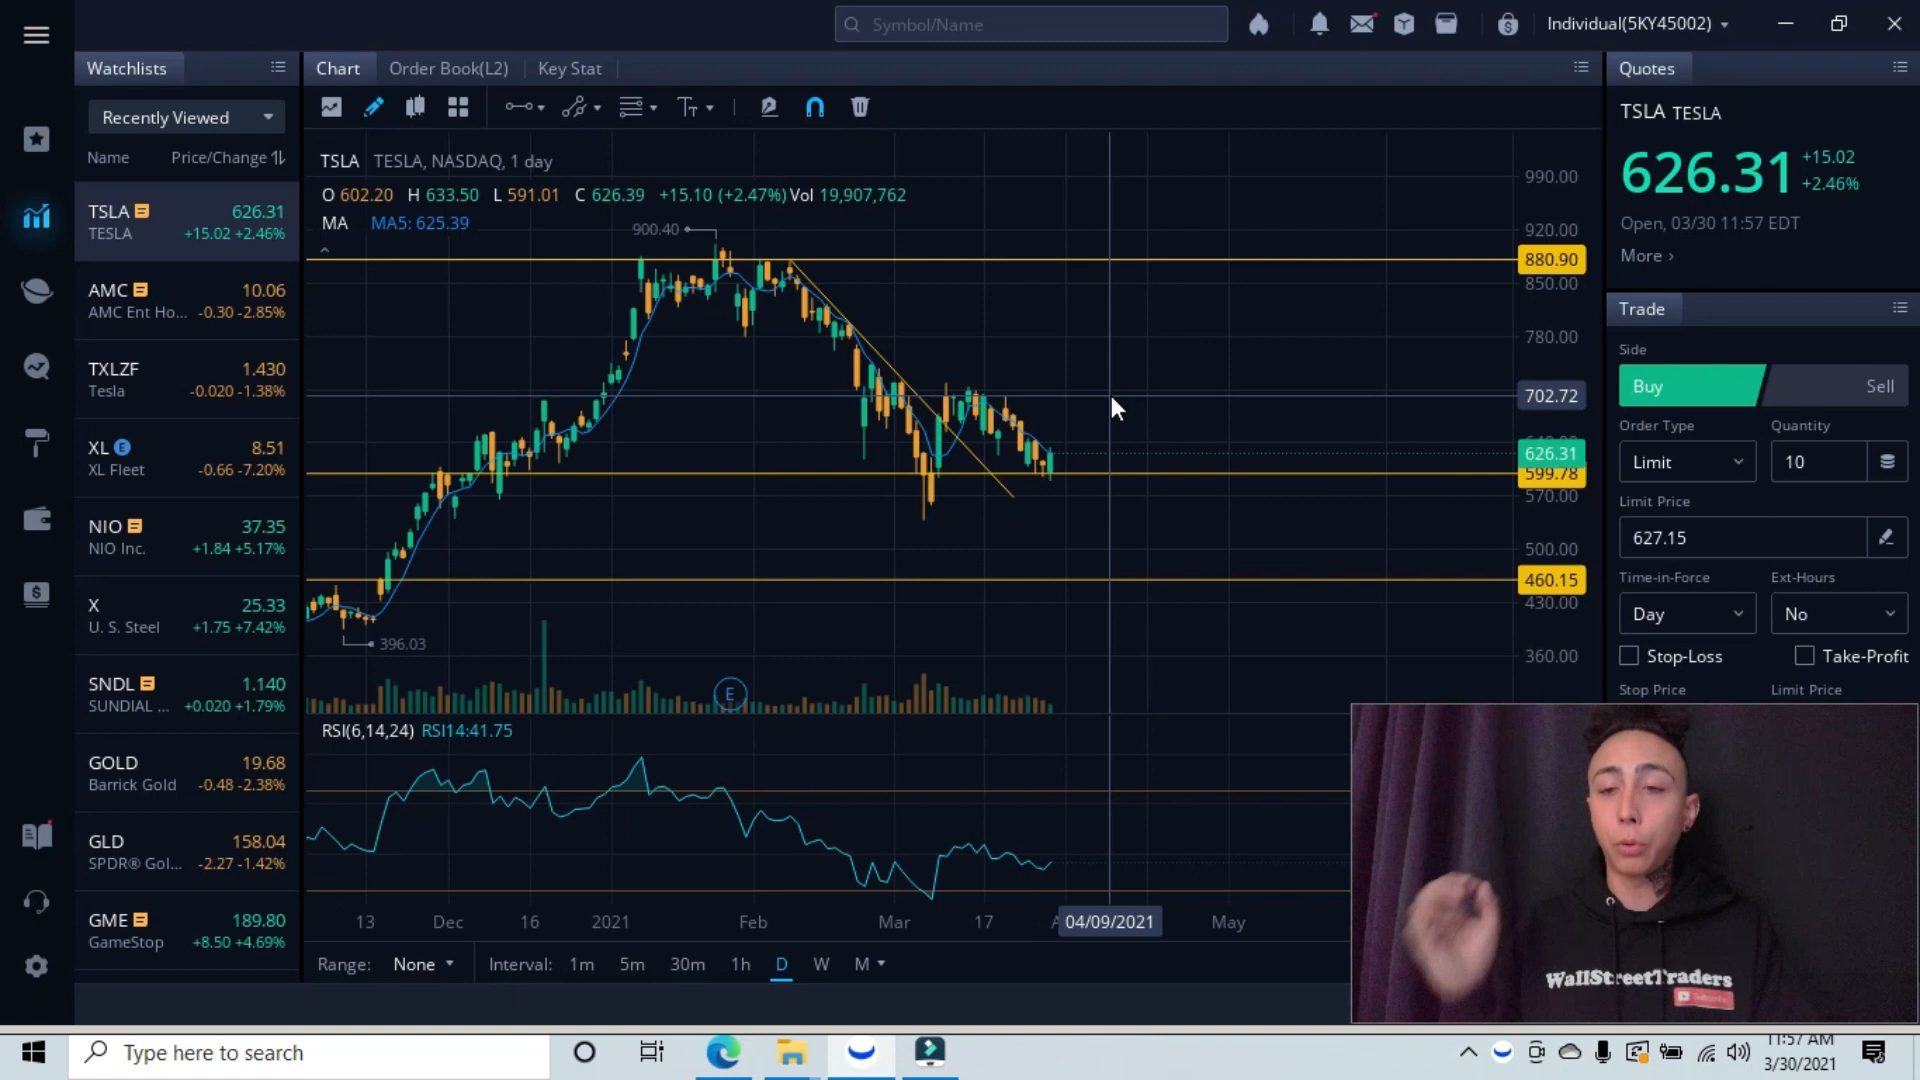 Symbol/Name
Individual(5KY45002)
Watchlists
Chart
Order Book(L2)
Key Stat
Quotes
Recently Viewed
Name
Price/Change
TSLA
626.31
TESLA
+15.02 +2.46%
AMC
10.06
AMC Ent Ho...
-0.30 -2.85%
TXLZF
1.430
Tesla
-0.020 -1.38%
XL E
8.51
XL Fleet
-0.66 -7.20%
NIO
37.35
NIO Inc.
+1.84 +5.17%
X
25.33
U. S. Steel
+1.75 +7.42%
SNDL
1.140
SUNDIAL ...
+0.020 +1.79%
GOLD
19.68
Barrick Gold
-0.48 -2.38%
GLD
158.04
SPDR® Gol...
-2.27 -1.42%
GME
189.80
GameStop
+8.50 +4.69%
TSLA TESLA, NASDAQ, 1 day
O 602.20 H 633.50 L 591.01 C 626.39 +15.10 (+2.47%) Vol 19,907,762
MA MA5: 625.39
900.40
396.03
E
990.00
920.00
880.90
850.00
780.00
702.72
626.31
599.78
570.00
500.00
460.15
430.00
360.00
RSI(6,14,24) RSI14:41.75
13 Dec 16 2021 Feb Mar 17 A 04/09/2021 May
Range: None Interval: 1m 5m 30m 1h D W M
TSLA TESLA
626.31
+15.02
+2.46%
Open, 03/30 11:57 EDT
More
Trade
Side
Buy
Sell
Order Type
Quantity
Limit
10
Limit Price
627.15
Time-in-Force
Ext-Hours
Day
No
Stop-Loss
Take-Profit
Stop Price
Limit Price
WallStreetTraders
Subscribe
Type here to search
11:57 AM
3/30/2021